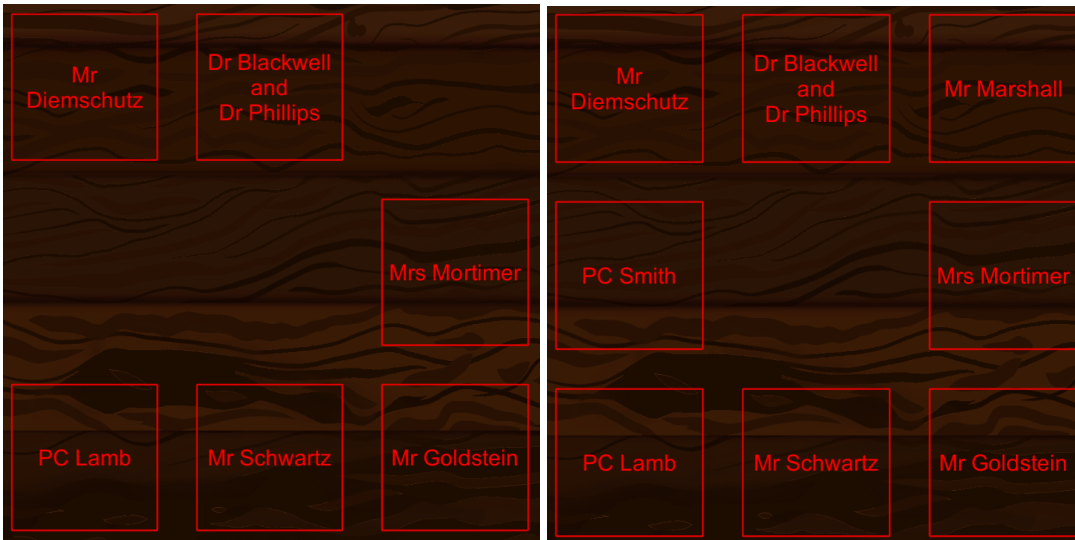 Mr
Diemschutz
Dr Blackwell
and
Dr Phillips
Mrs Mortimer
PC Lamb
Mr Schwartz
Mr Goldstein
Mr
Diemschutz
Dr Blackwell
and
Dr Phillips
Mr Marshall
PC Smith
Mrs Mortimer
PC Lamb
Mr Schwartz
Mr Goldstein